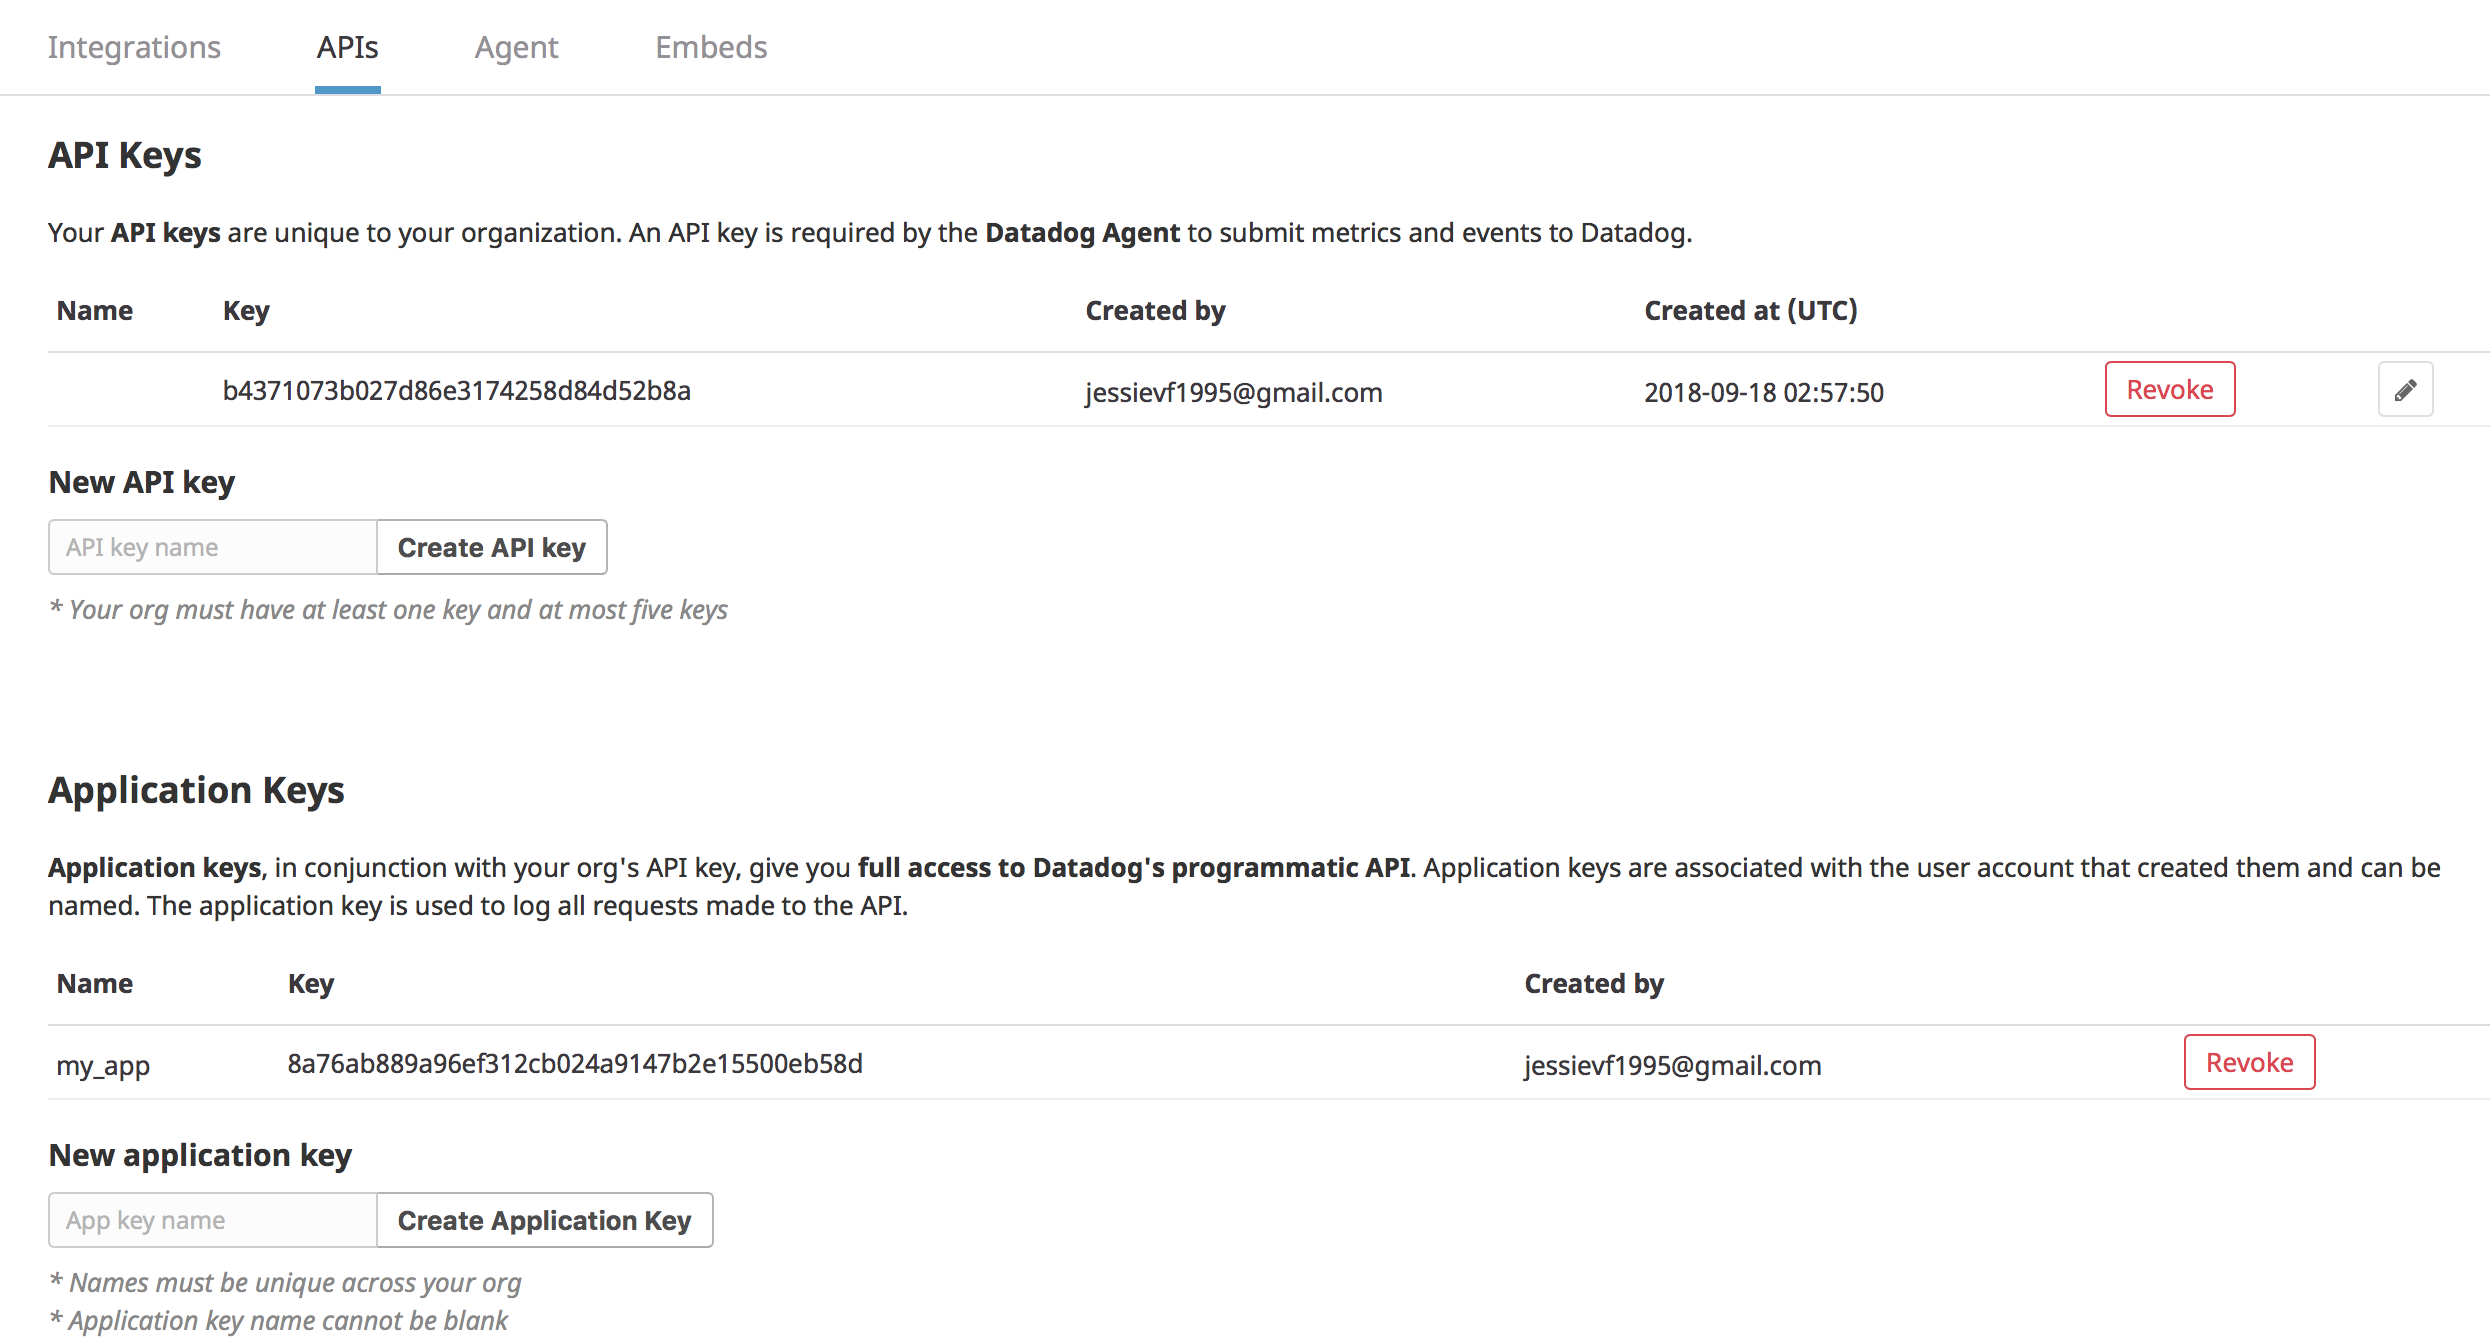 Integrations APIs Agent Embeds
API Keys
Your API keys are unique to your organization. An API key is required by the Datadog Agent to submit metrics and events to Datadog.
Name Key Created by Created at (UTC)
b4371073b027d86e3174258d84d52b8a jessievf1995@gmail.com 2018-09-18 02:57:50 Revoke
New API key
API key name Create API key
* Your org must have at least one key and at most five keys
Application Keys
Application keys, in conjunction with your org's API key, give you full access to Datadog's programmatic API. Application keys are associated with the user account that created them and can be
named. The application key is used to log all requests made to the API.
Name Key Created by
my_app 8a76ab889a96ef312cb024a9147b2e15500eb58d jessievf1995@gmail.com Revoke
New application key
App key name Create Application Key
* Names must be unique across your org
* Application key name cannot be blank